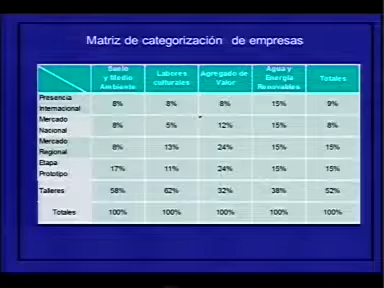 Matriz de categorización de empresas
Suelo y Medio Ambiente
Labores culturales
Agregado de Valor
Agua y Energía Renovables
Totales
Presencia Internacional 8% 8% 8% 15% 9%
Mercado Nacional 8% 5% 12% 15% 8%
Mercado Regional 8% 13% 24% 15% 15%
Etapa Prototipo 17% 11% 24% 15% 15%
Talleres 58% 62% 32% 38% 52%
Totales 100% 100% 100% 100% 100%